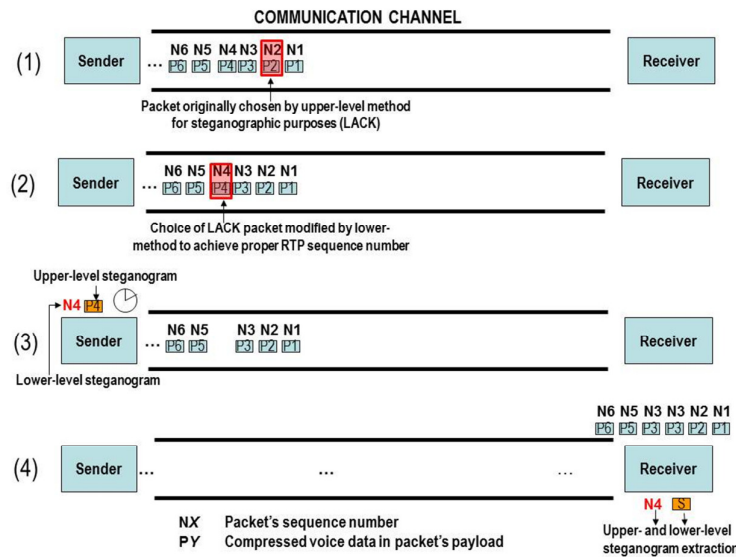 COMMUNICATION CHANNEL
(1)
Sender
... N6 N5 N4 N3 N2 N1
P6 P5 P4 P3 P2 P1
Receiver
Packet originally chosen by upper-level method
for steganographic purposes (LACK)
(2)
Sender
... N6 N5 N4 N3 N2 N1
P6 P5 P4 P3 P2 P1
Receiver
Choice of LACK packet modified by lower-
method to achieve proper RTP sequence number
Upper-level steganogram
N4 P4
(3)
Sender
... N6 N5 N3 N2 N1
P6 P5 P3 P2 P1
Receiver
Lower-level steganogram
N6 N5 N3 N3 N2 N1
P6 P5 P3 P3 P2 P1
(4)
Sender
... ... ...
Receiver
N4 S
Upper- and lower-level
steganogram extraction
NX Packet's sequence number
PY Compressed voice data in packet's payload